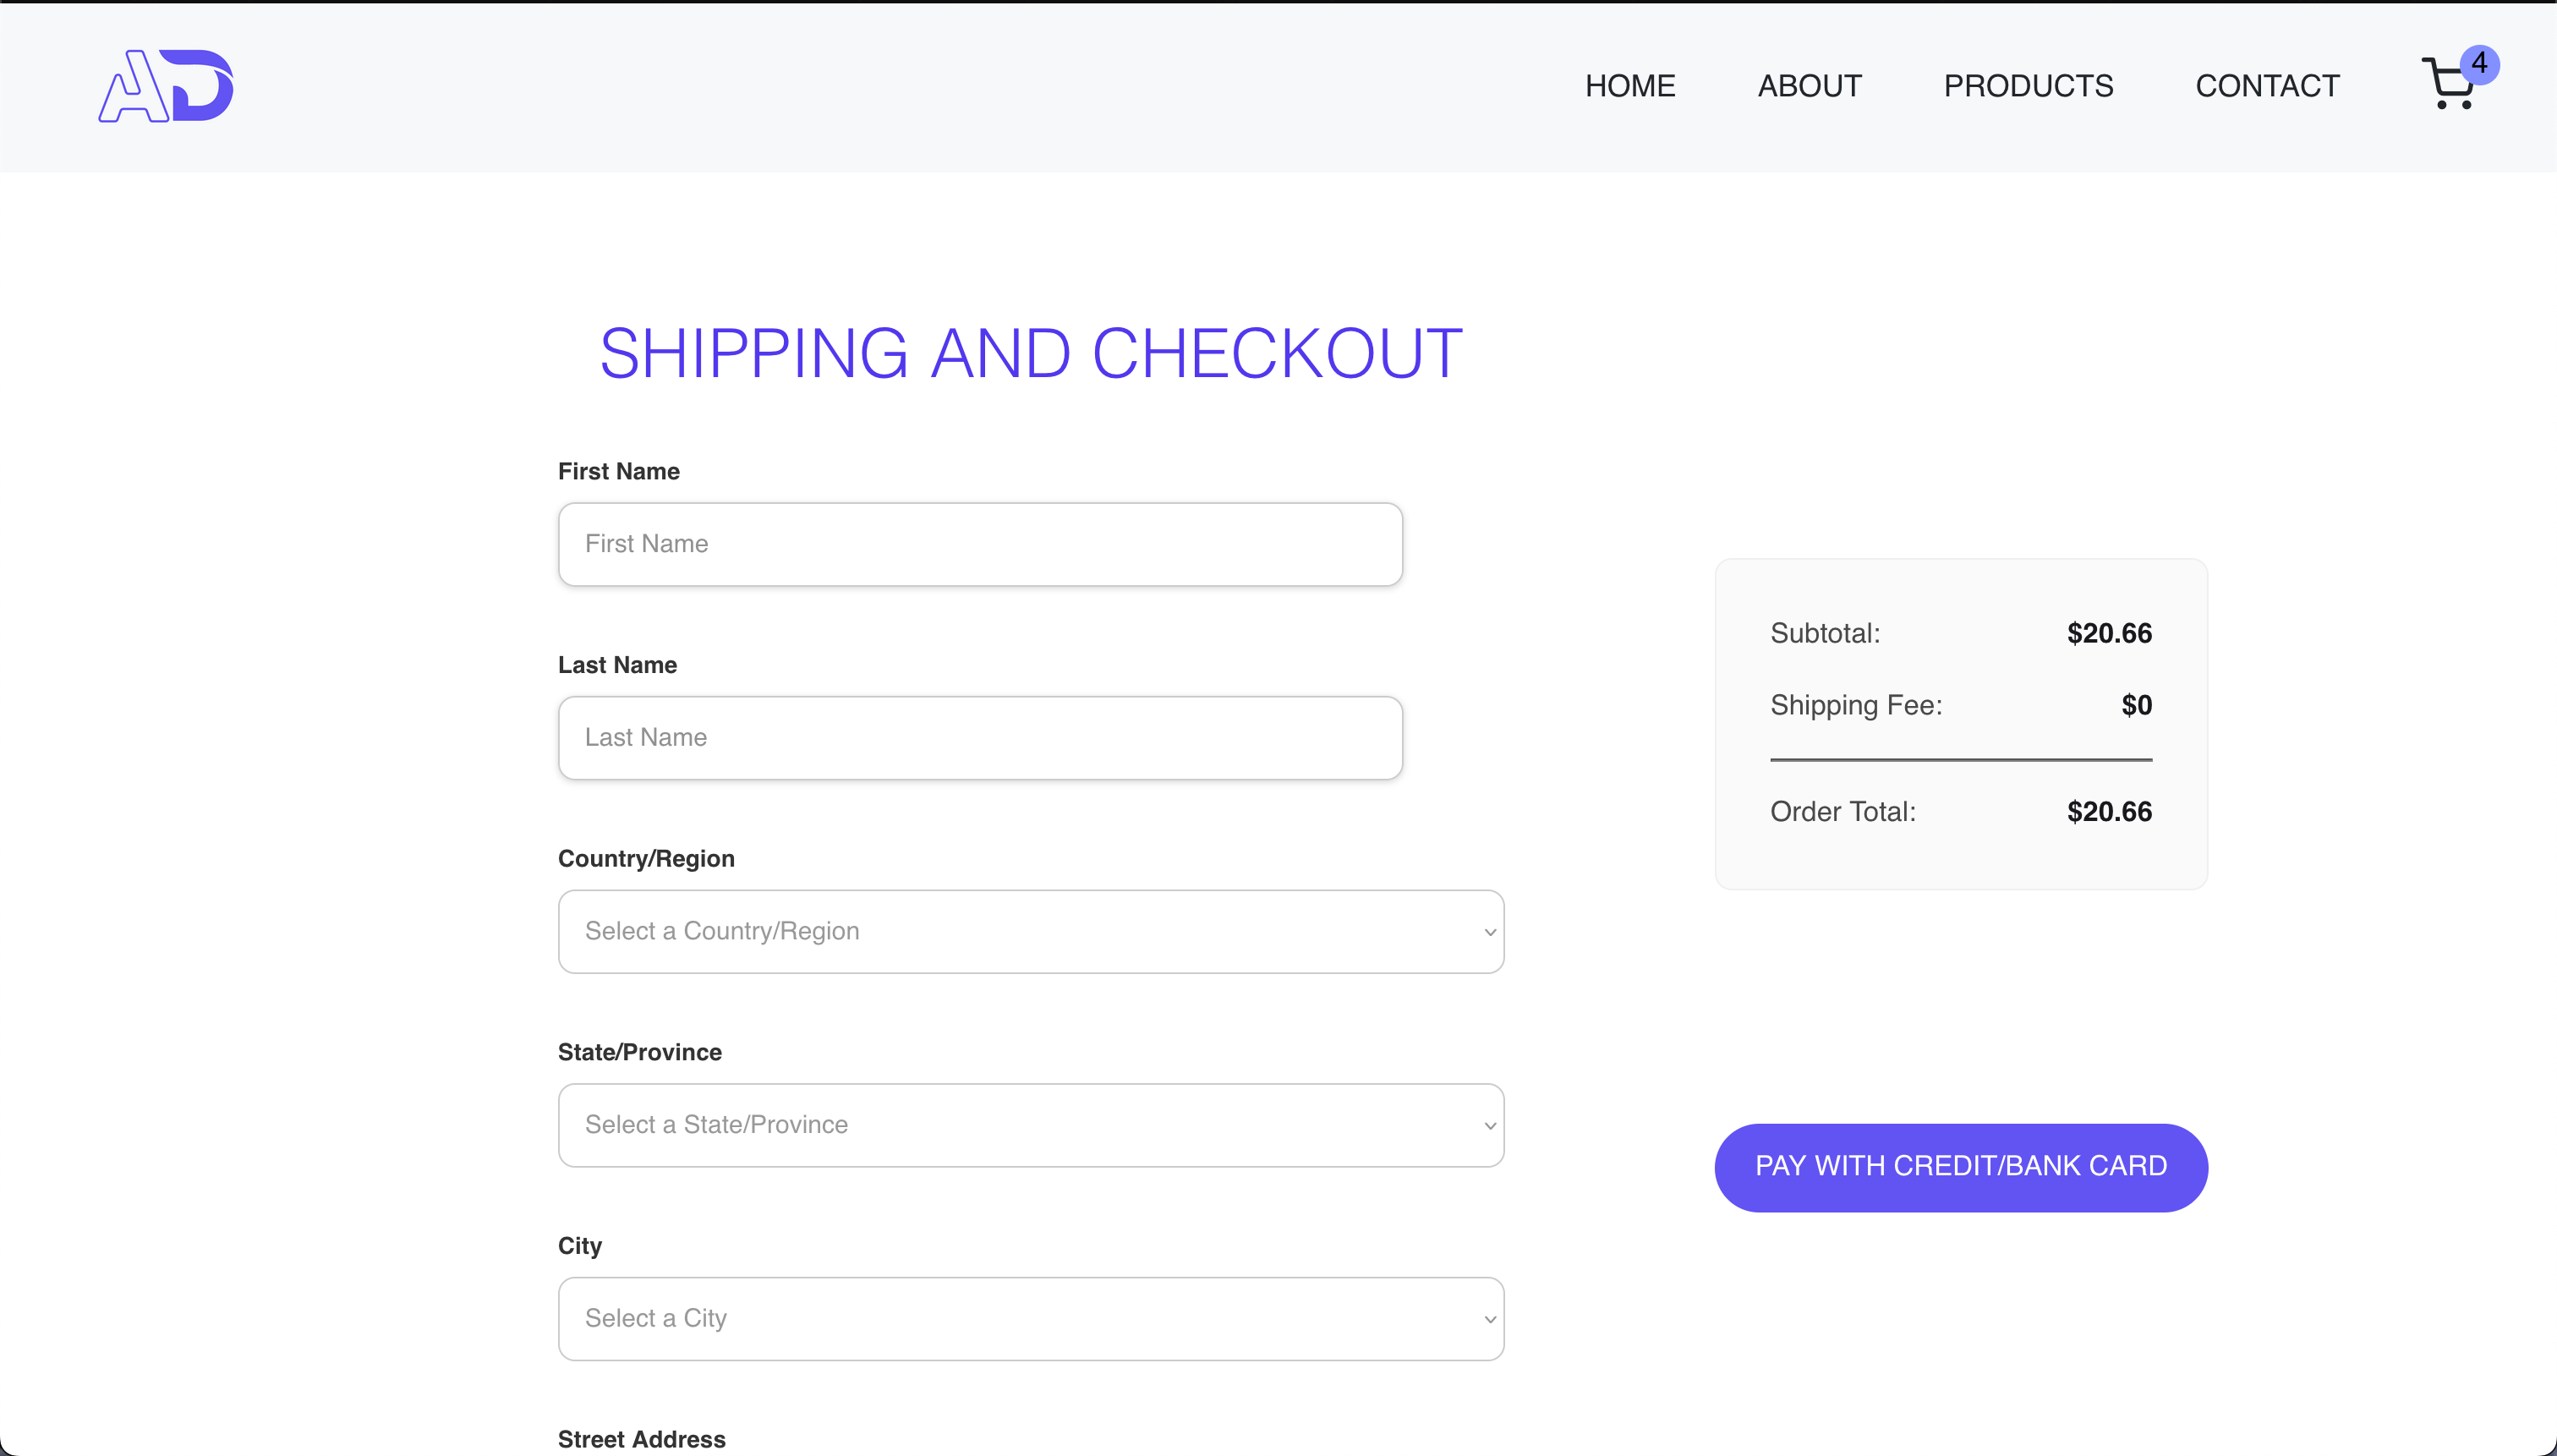 AD
HOME ABOUT PRODUCTS CONTACT 4
SHIPPING AND CHECKOUT
First Name
First Name
Last Name
Last Name
Country/Region
Select a Country/Region
State/Province
Select a State/Province
City
Select a City
Street Address
Subtotal: $20.66
Shipping Fee: $0
Order Total: $20.66
PAY WITH CREDIT/BANK CARD